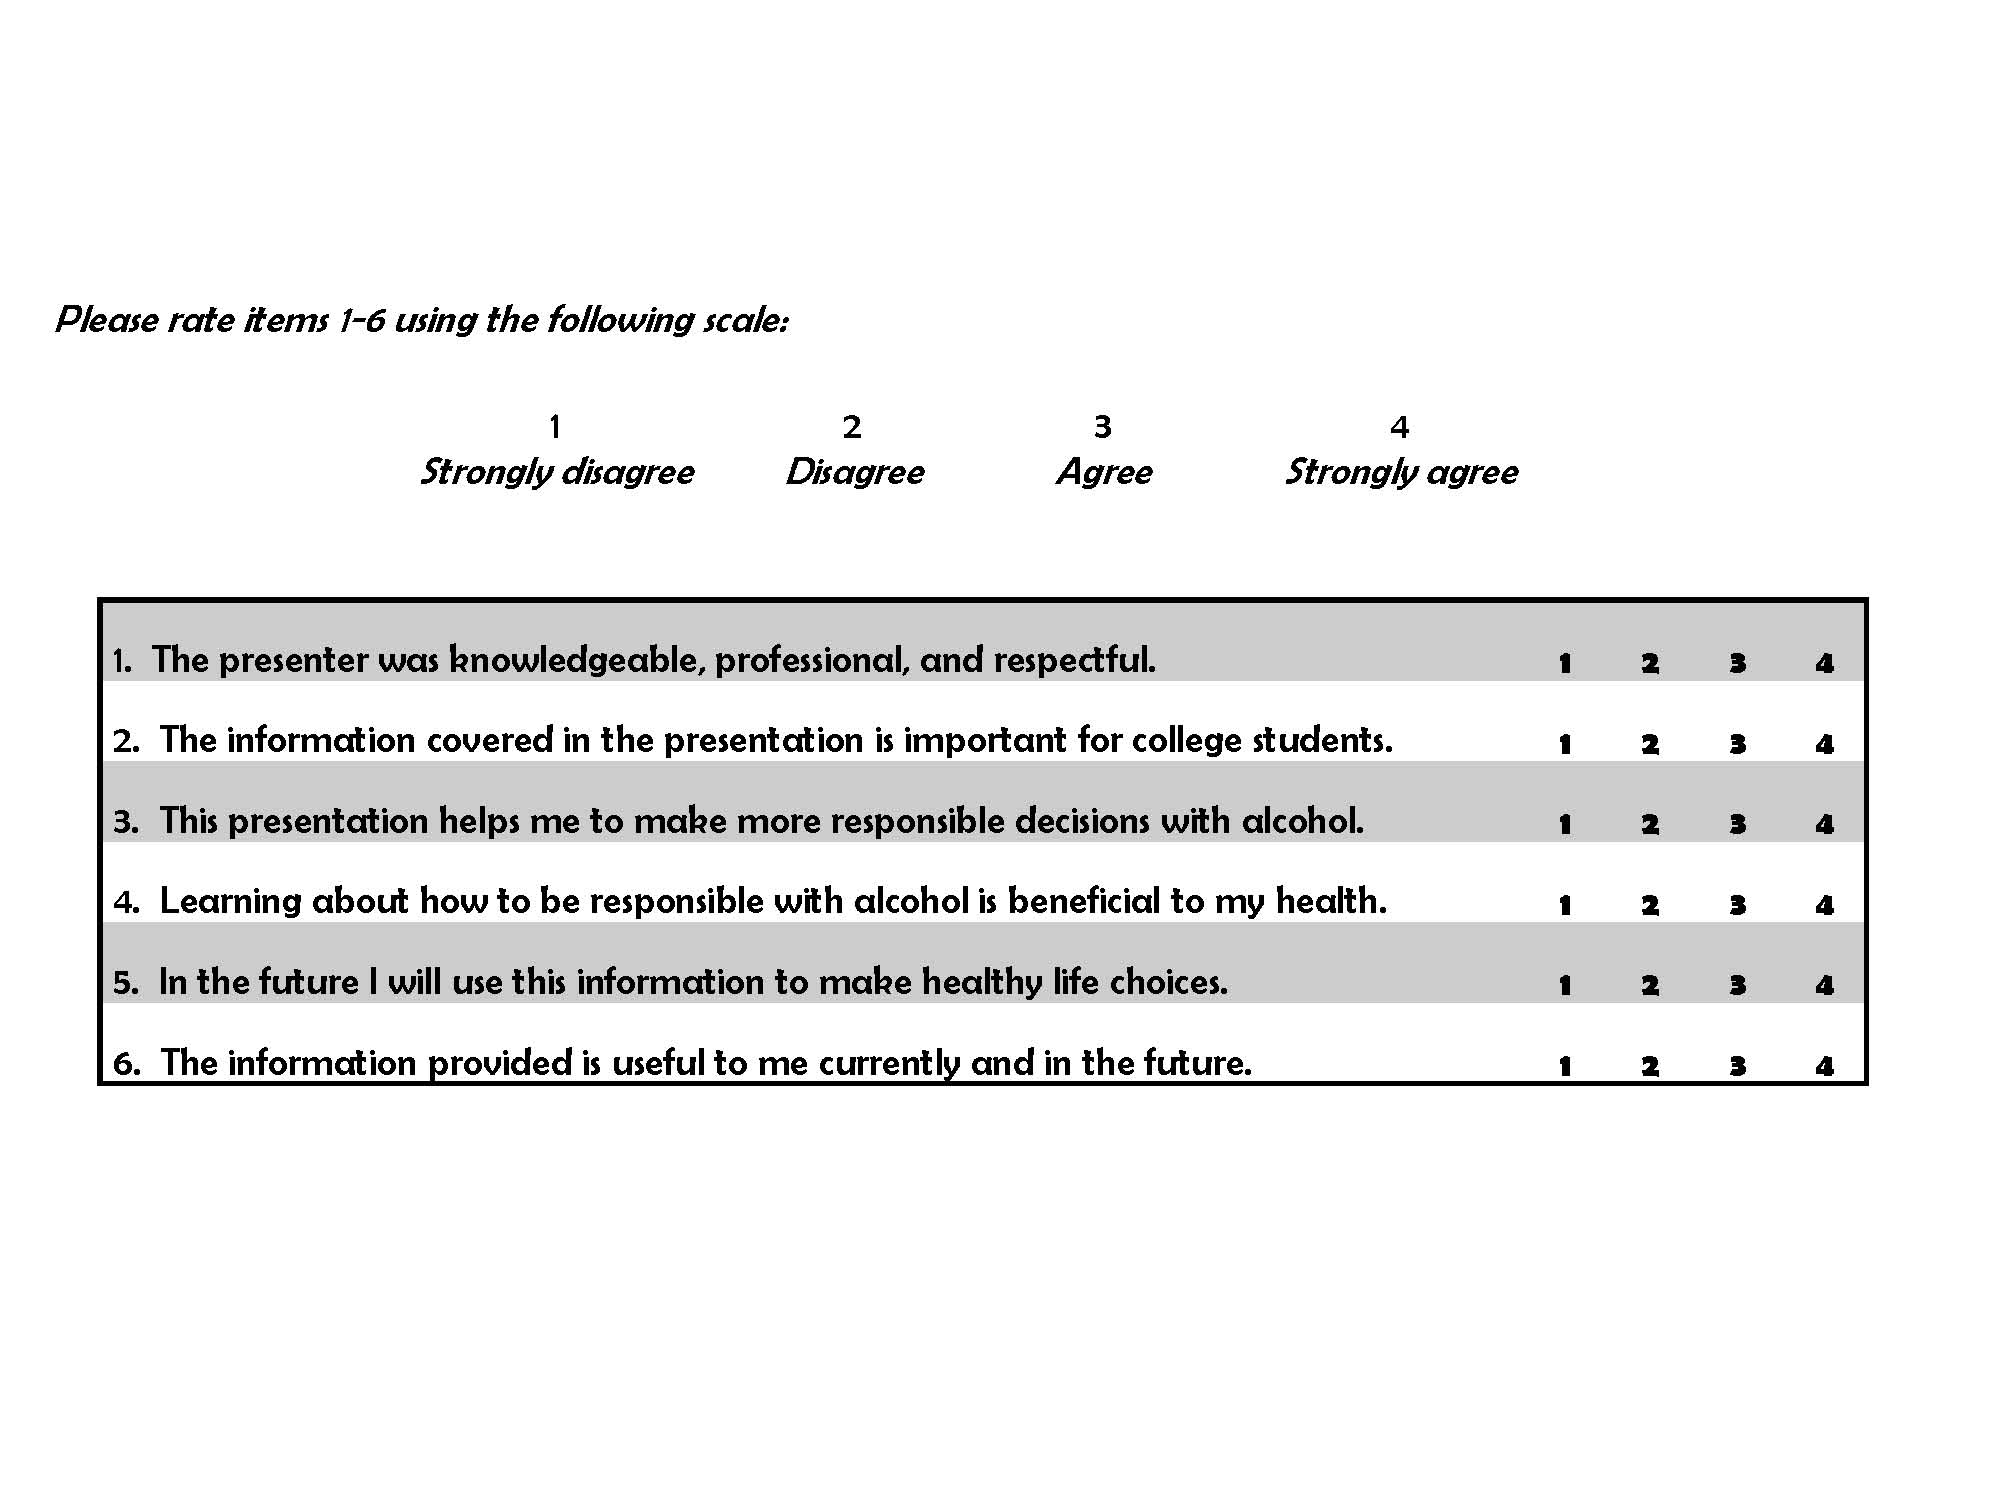 Please rate items 1-6 using the following scale:
1 2 3 4
Strongly disagree Disagree Agree Strongly agree
1. The presenter was knowledgeable, professional, and respectful. 1 2 3 4
2. The information covered in the presentation is important for college students. 1 2 3 4
3. This presentation helps me to make more responsible decisions with alcohol. 1 2 3 4
4. Learning about how to be responsible with alcohol is beneficial to my health. 1 2 3 4
5. In the future I will use this information to make healthy life choices. 1 2 3 4
6. The information provided is useful to me currently and in the future. 1 2 3 4